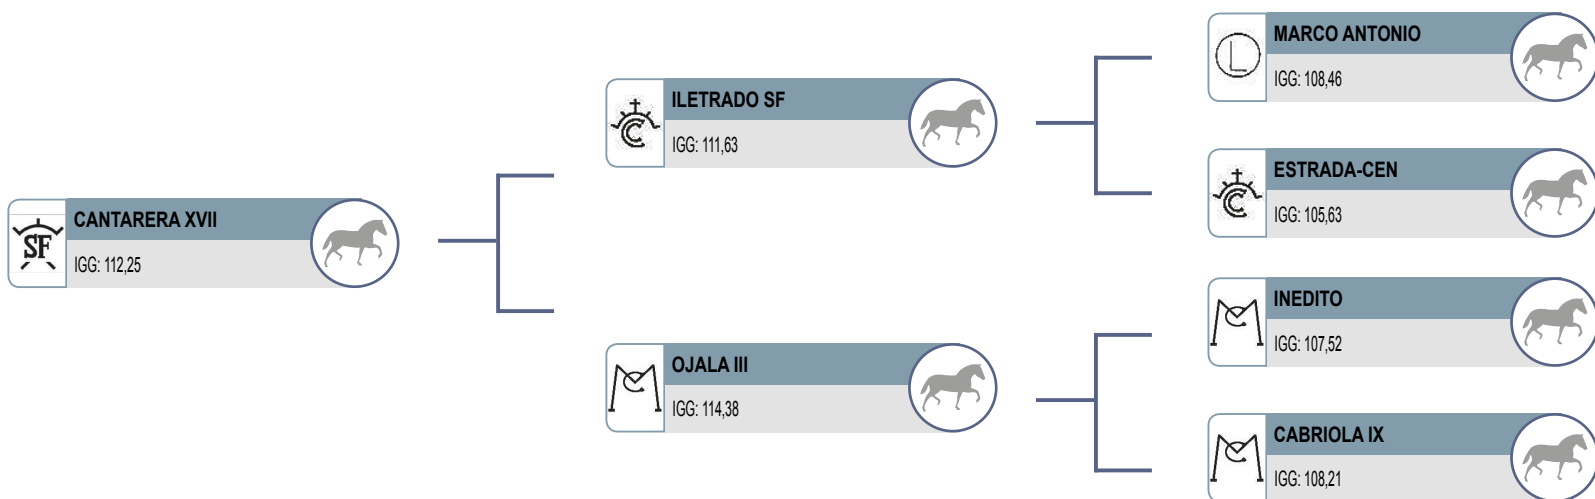 CANTARERA XVII
IGG: 112,25
SF
ILETRADO SF
IGG: 111,63
OJALA III
IGG: 114,38
MARCO ANTONIO
IGG: 108,46
L
ESTRADA-CEN
IGG: 105,63
INEDITO
IGG: 107,52
CABRIOLA IX
IGG: 108,21